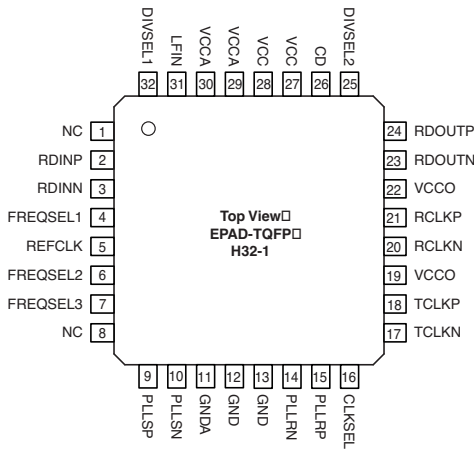 DIVSEL1 LFIN VCCA VCCA VCC VCC CD DIVSEL2
32 31 30 29 28 27 26 25
NC 1
RDINP 2
RDINN 3
FREQSEL1 4
REFCLK 5
FREQSEL2 6
FREQSEL3 7
NC 8
Top View□
EPAD-TQFP□
H32-1
24 RDOUTP
23 RDOUTN
22 VCCO
21 RCLKP
20 RCLKN
19 VCCO
18 TCLKP
17 TCLKN
9 10 11 12 13 14 15 16
PLLSP PLLSN GNDA GND GND PLLRN PLLRP CLKSEL